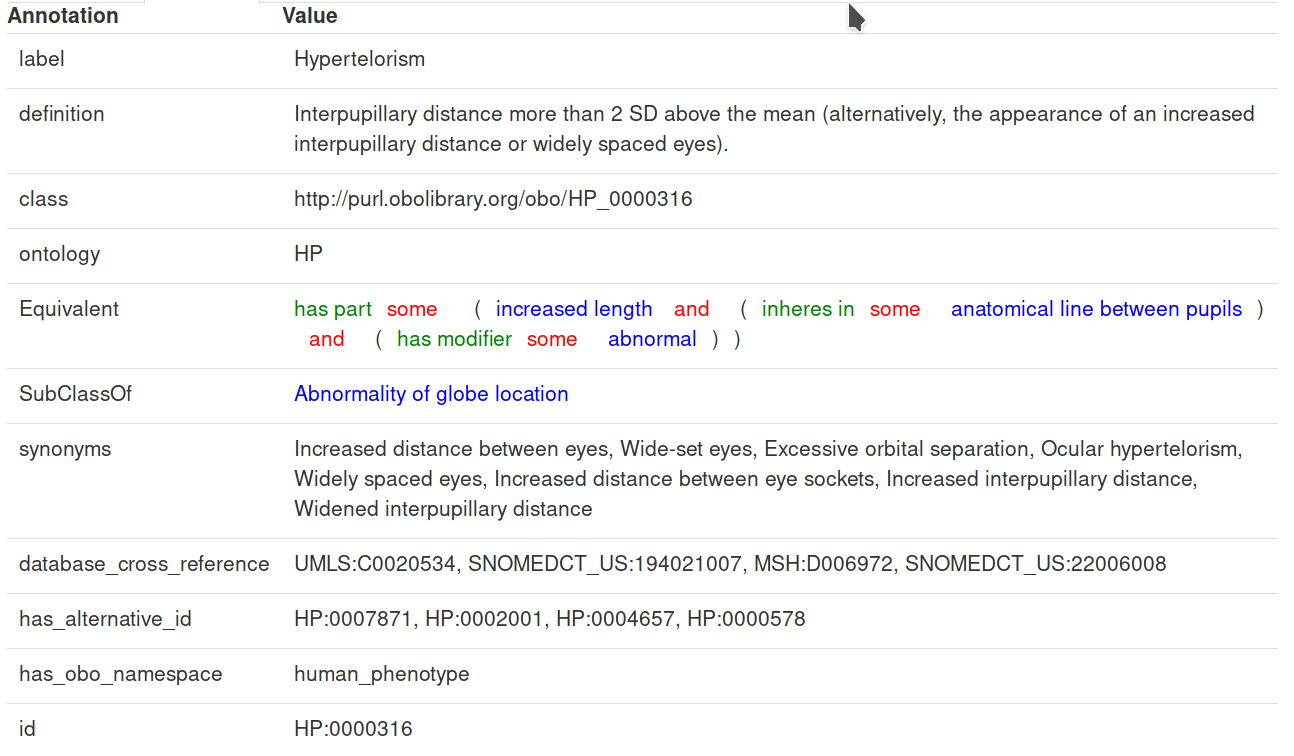 Annotation Value
label Hypertelorism
definition Interpupillary distance more than 2 SD above the mean (alternatively, the appearance of an increased
interpupillary distance or widely spaced eyes).
class http://purl.obolibrary.org/obo/HP_0000316
ontology HP
Equivalent has part some ( increased length and ( inheres in some anatomical line between pupils )
and ( has modifier some abnormal ) )
SubClassOf Abnormality of globe location
synonyms Increased distance between eyes, Wide-set eyes, Excessive orbital separation, Ocular hypertelorism,
Widely spaced eyes, Increased distance between eye sockets, Increased interpupillary distance,
Widened interpupillary distance
database_cross_reference UMLS:C0020534, SNOMEDCT_US:194021007, MSH:D006972, SNOMEDCT_US:22006008
has_alternative_id HP:0007871, HP:0002001, HP:0004657, HP:0000578
has_obo_namespace human_phenotype
id HP:0000316